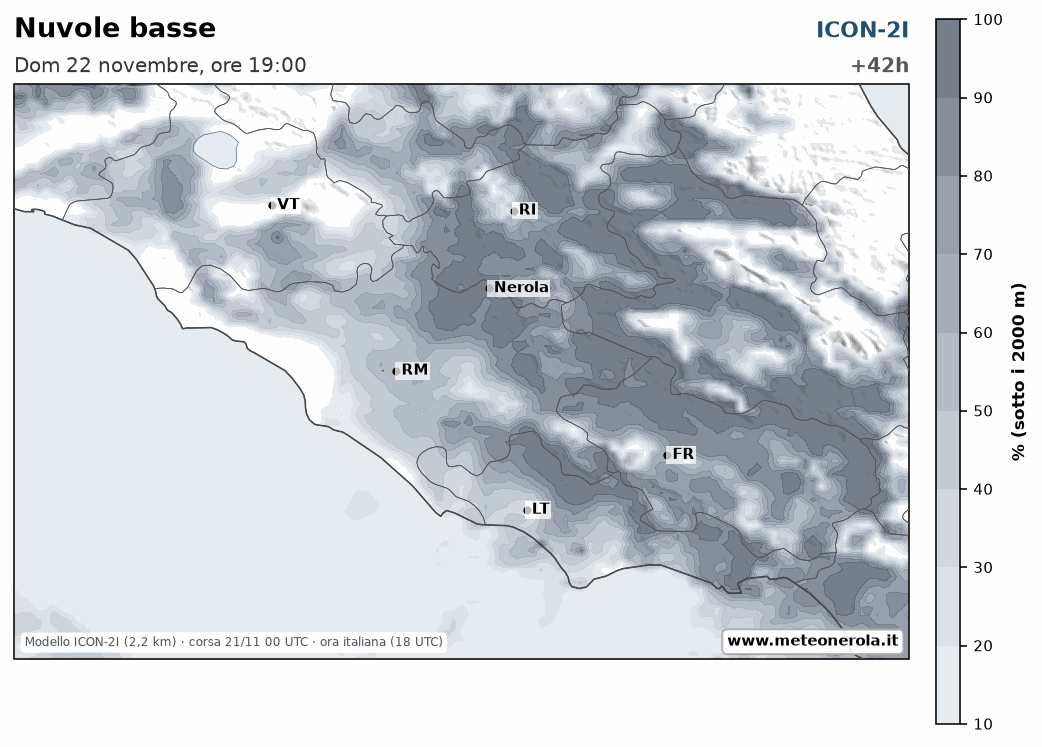 Nuvole basse
ICON-2I
Dom 22 novembre, ore 19:00
+42h
VT
RI
Nerola
RM
FR
LT
Modello ICON-2I (2,2 km) · corsa 21/11 00 UTC · ora italiana (18 UTC)
www.meteonerola.it
100
90
80
70
60
50
40
30
20
10
% (sotto i 2000 m)